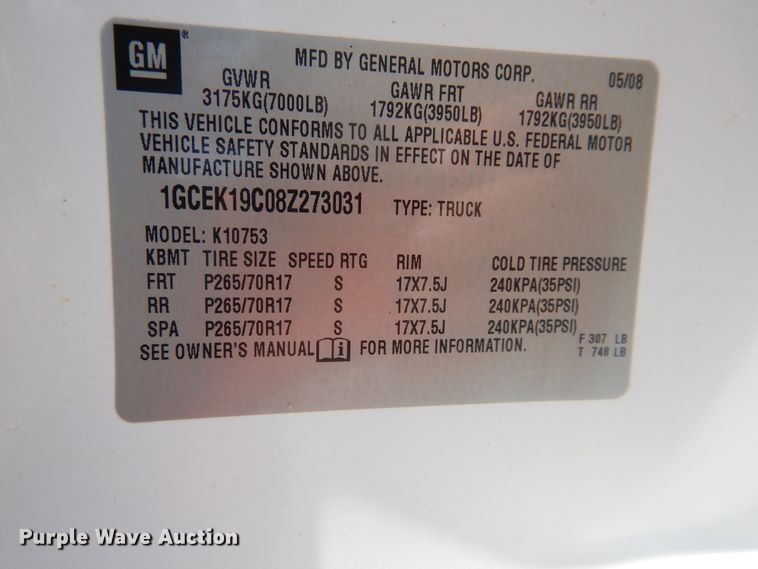 GM ®
MFD BY GENERAL MOTORS CORP. 05/08
GVWR GAWR FRT GAWR RR
3175KG(7000LB) 1792KG(3950LB) 1792KG(3950LB)
THIS VEHICLE CONFORMS TO ALL APPLICABLE U.S. FEDERAL MOTOR
VEHICLE SAFETY STANDARDS IN EFFECT ON THE DATE OF
MANUFACTURE SHOWN ABOVE.
1GCEK19C08Z273031 TYPE: TRUCK
MODEL: K10753
KBMT TIRE SIZE SPEED RTG RIM COLD TIRE PRESSURE
FRT P265/70R17 S 17X7.5J 240KPA(35PSI)
RR P265/70R17 S 17X7.5J 240KPA(35PSI)
SPA P265/70R17 S 17X7.5J 240KPA(35PSI)
SEE OWNER'S MANUAL i FOR MORE INFORMATION.
F 307 LB
T 748 LB
Purple Wave Auction